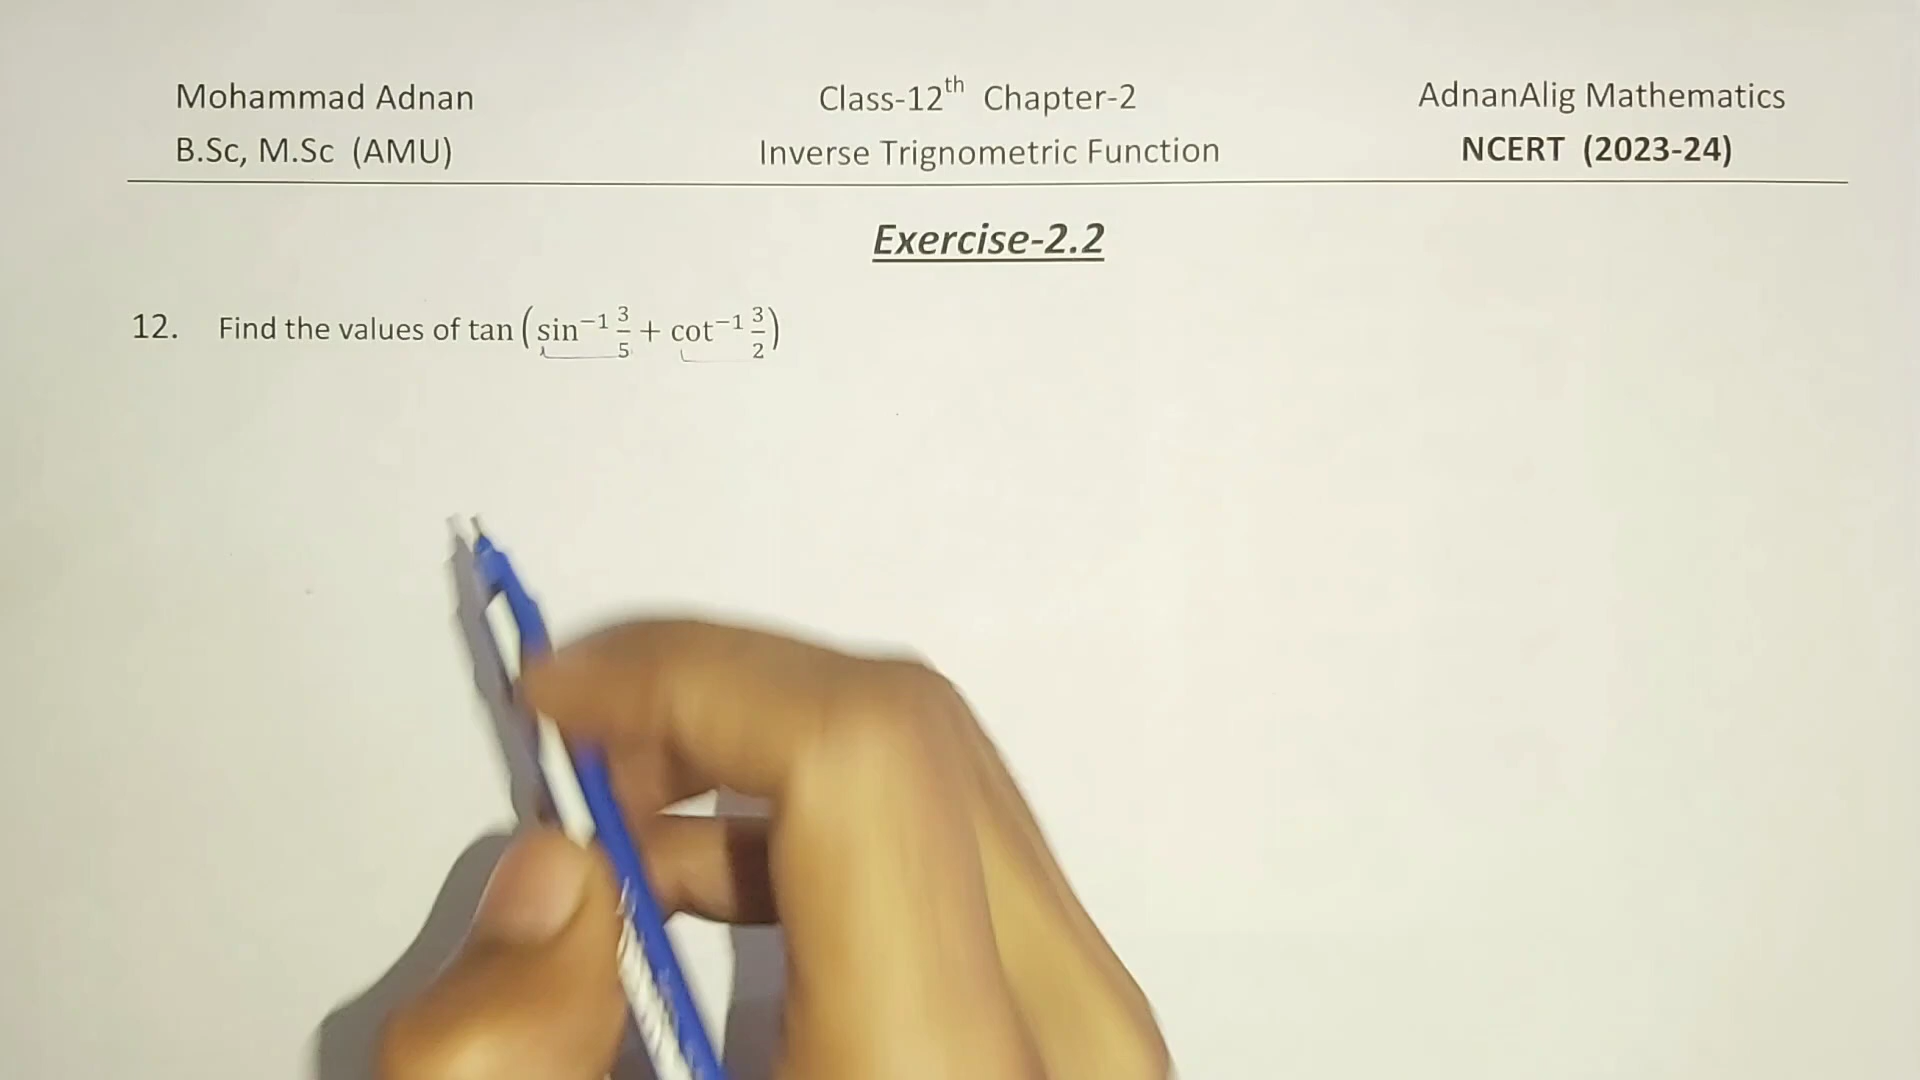 Mohammad Adnan
B.Sc, M.Sc (AMU)
Class-12th Chapter-2
Inverse Trignometric Function
AdnanAlig Mathematics
NCERT (2023-24)
Exercise-2.2
12. Find the values of tan (sin⁻¹ 3/5 + cot⁻¹ 3/2)